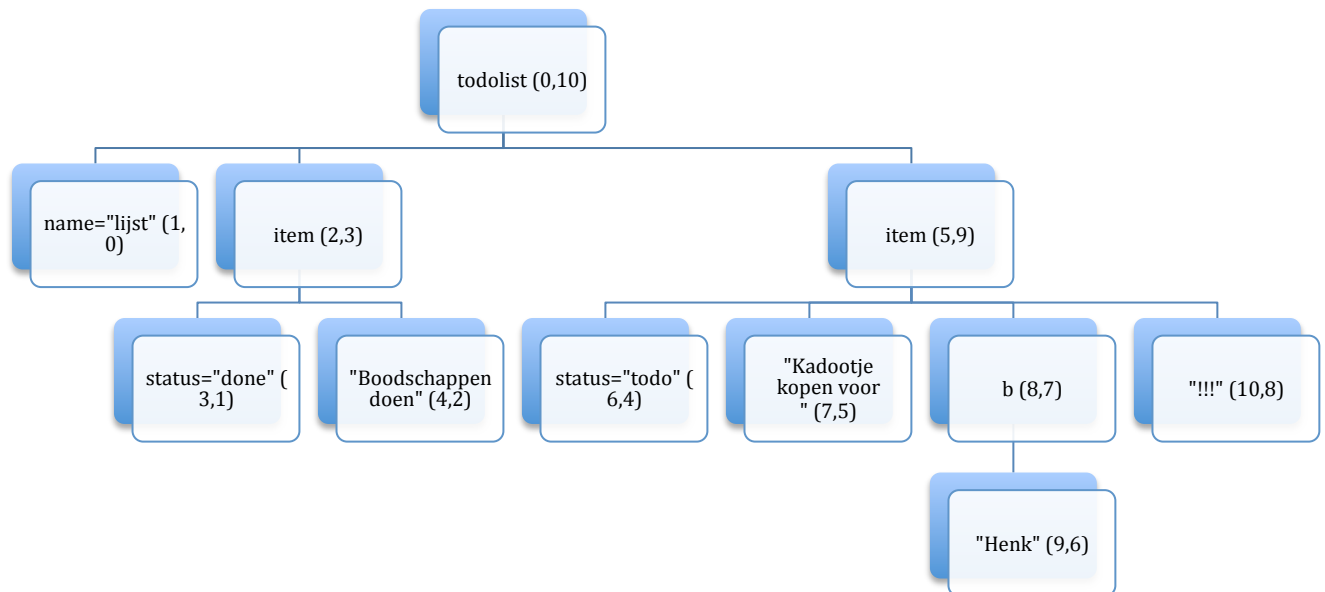 todolist (0,10)
name="lijst" (1,
0)
item (2,3)
item (5,9)
status="done" (
3,1)
"Boodschappen
doen" (4,2)
status="todo" (
6,4)
"Kadootje
kopen voor
" (7,5)
b (8,7)
"!!!" (10,8)
"Henk" (9,6)